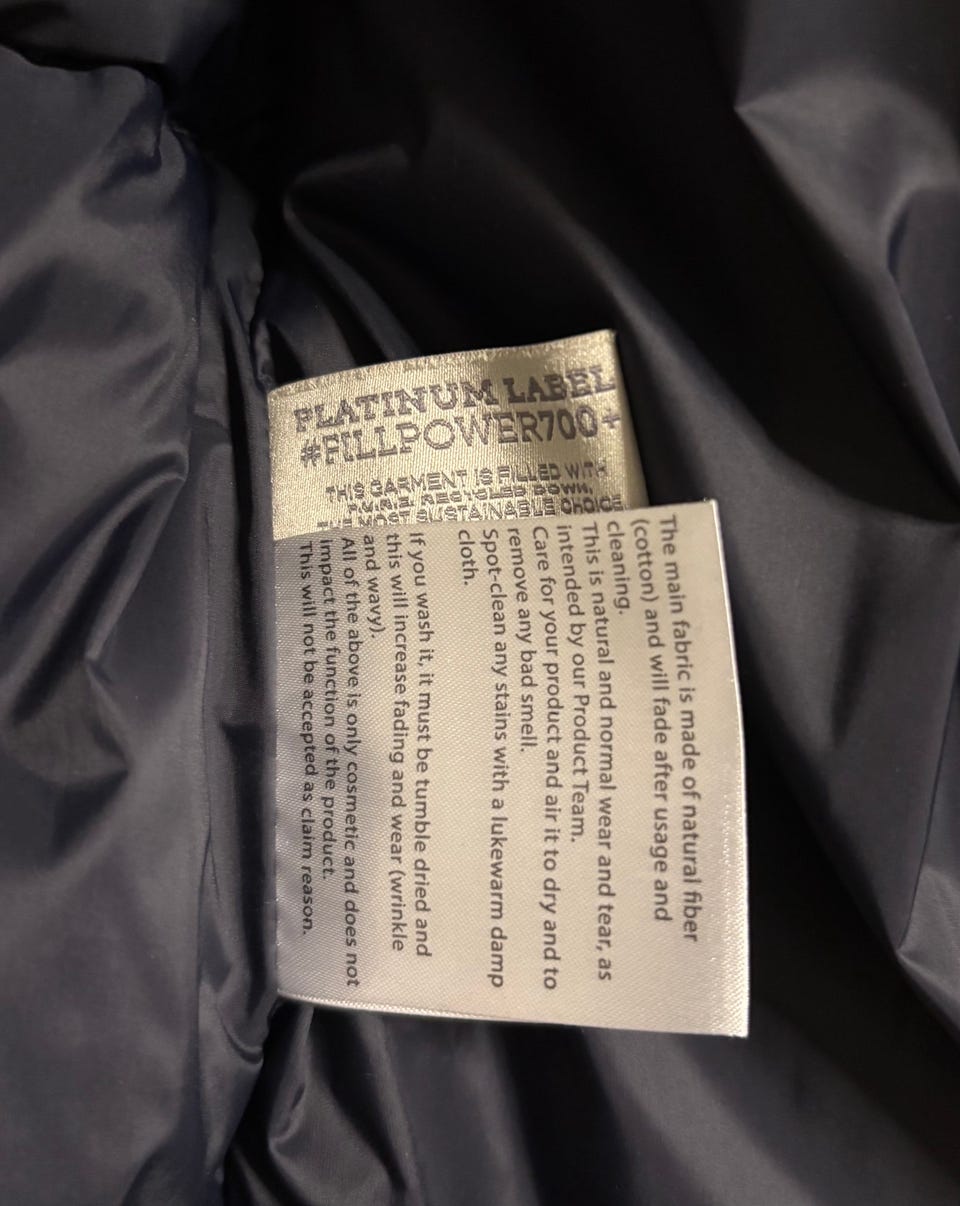 PLATINUM LABEL
#FILLPOWER700+
THIS GARMENT IS FILLED WITH
RECYCLED DOWN,
MOST SUSTAINABLE CHOICE
The main fabric is made of natural fiber
(cotton) and will fade after usage and
cleaning.
This is natural and normal wear and tear, as
intended by our Product Team.
Care for your product and air it to dry and to
remove any bad smell.
Spot-clean any stains with a lukewarm damp
cloth.
If you wash it, it must be tumble dried and
this will increase fading and wear (wrinkle
and wavy).
All of the above is only cosmetic and does not
impact the function of the product.
This will not be accepted as claim reason.